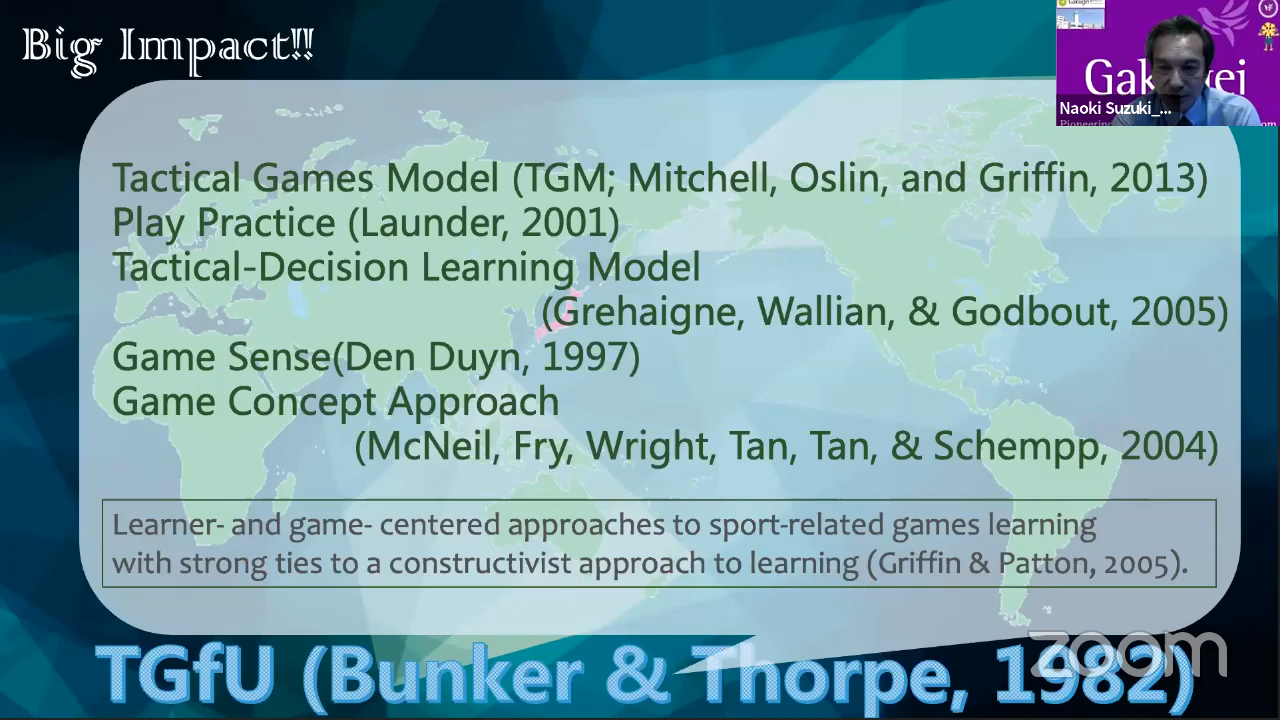 Big Impact!!
Gak gei
Naoki Suzuki_...
Pioneering
Tactical Games Model (TGM; Mitchell, Oslin, and Griffin, 2013)
Play Practice (Launder, 2001)
Tactical-Decision Learning Model
(Grehaigne, Wallian, & Godbout, 2005)
Game Sense(Den Duyn, 1997)
Game Concept Approach
(McNeil, Fry, Wright, Tan, Tan, & Schempp, 2004)
Learner- and game- centered approaches to sport-related games learning
with strong ties to a constructivist approach to learning (Griffin & Patton, 2005).
zoom
TGfU (Bunker & Thorpe, 1982)